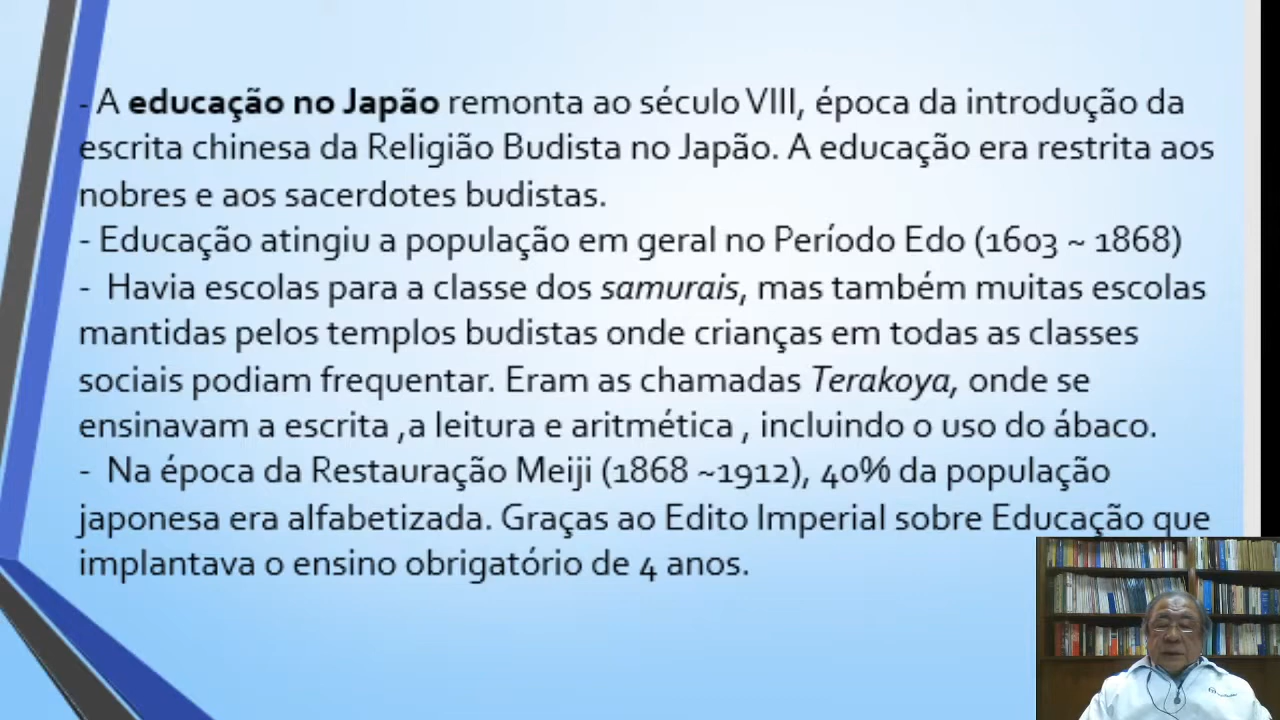 - A educação no Japão remonta ao século VIII, época da introdução da
escrita chinesa da Religião Budista no Japão. A educação era restrita aos
nobres e aos sacerdotes budistas.
- Educação atingiu a população em geral no Período Edo (1603 ~ 1868)
- Havia escolas para a classe dos samurais, mas também muitas escolas
mantidas pelos templos budistas onde crianças em todas as classes
sociais podiam frequentar. Eram as chamadas Terakoya, onde se
ensinavam a escrita ,a leitura e aritmética , incluindo o uso do ábaco.
- Na época da Restauração Meiji (1868 ~1912), 40% da população
japonesa era alfabetizada. Graças ao Edito Imperial sobre Educação que
implantava o ensino obrigatório de 4 anos.